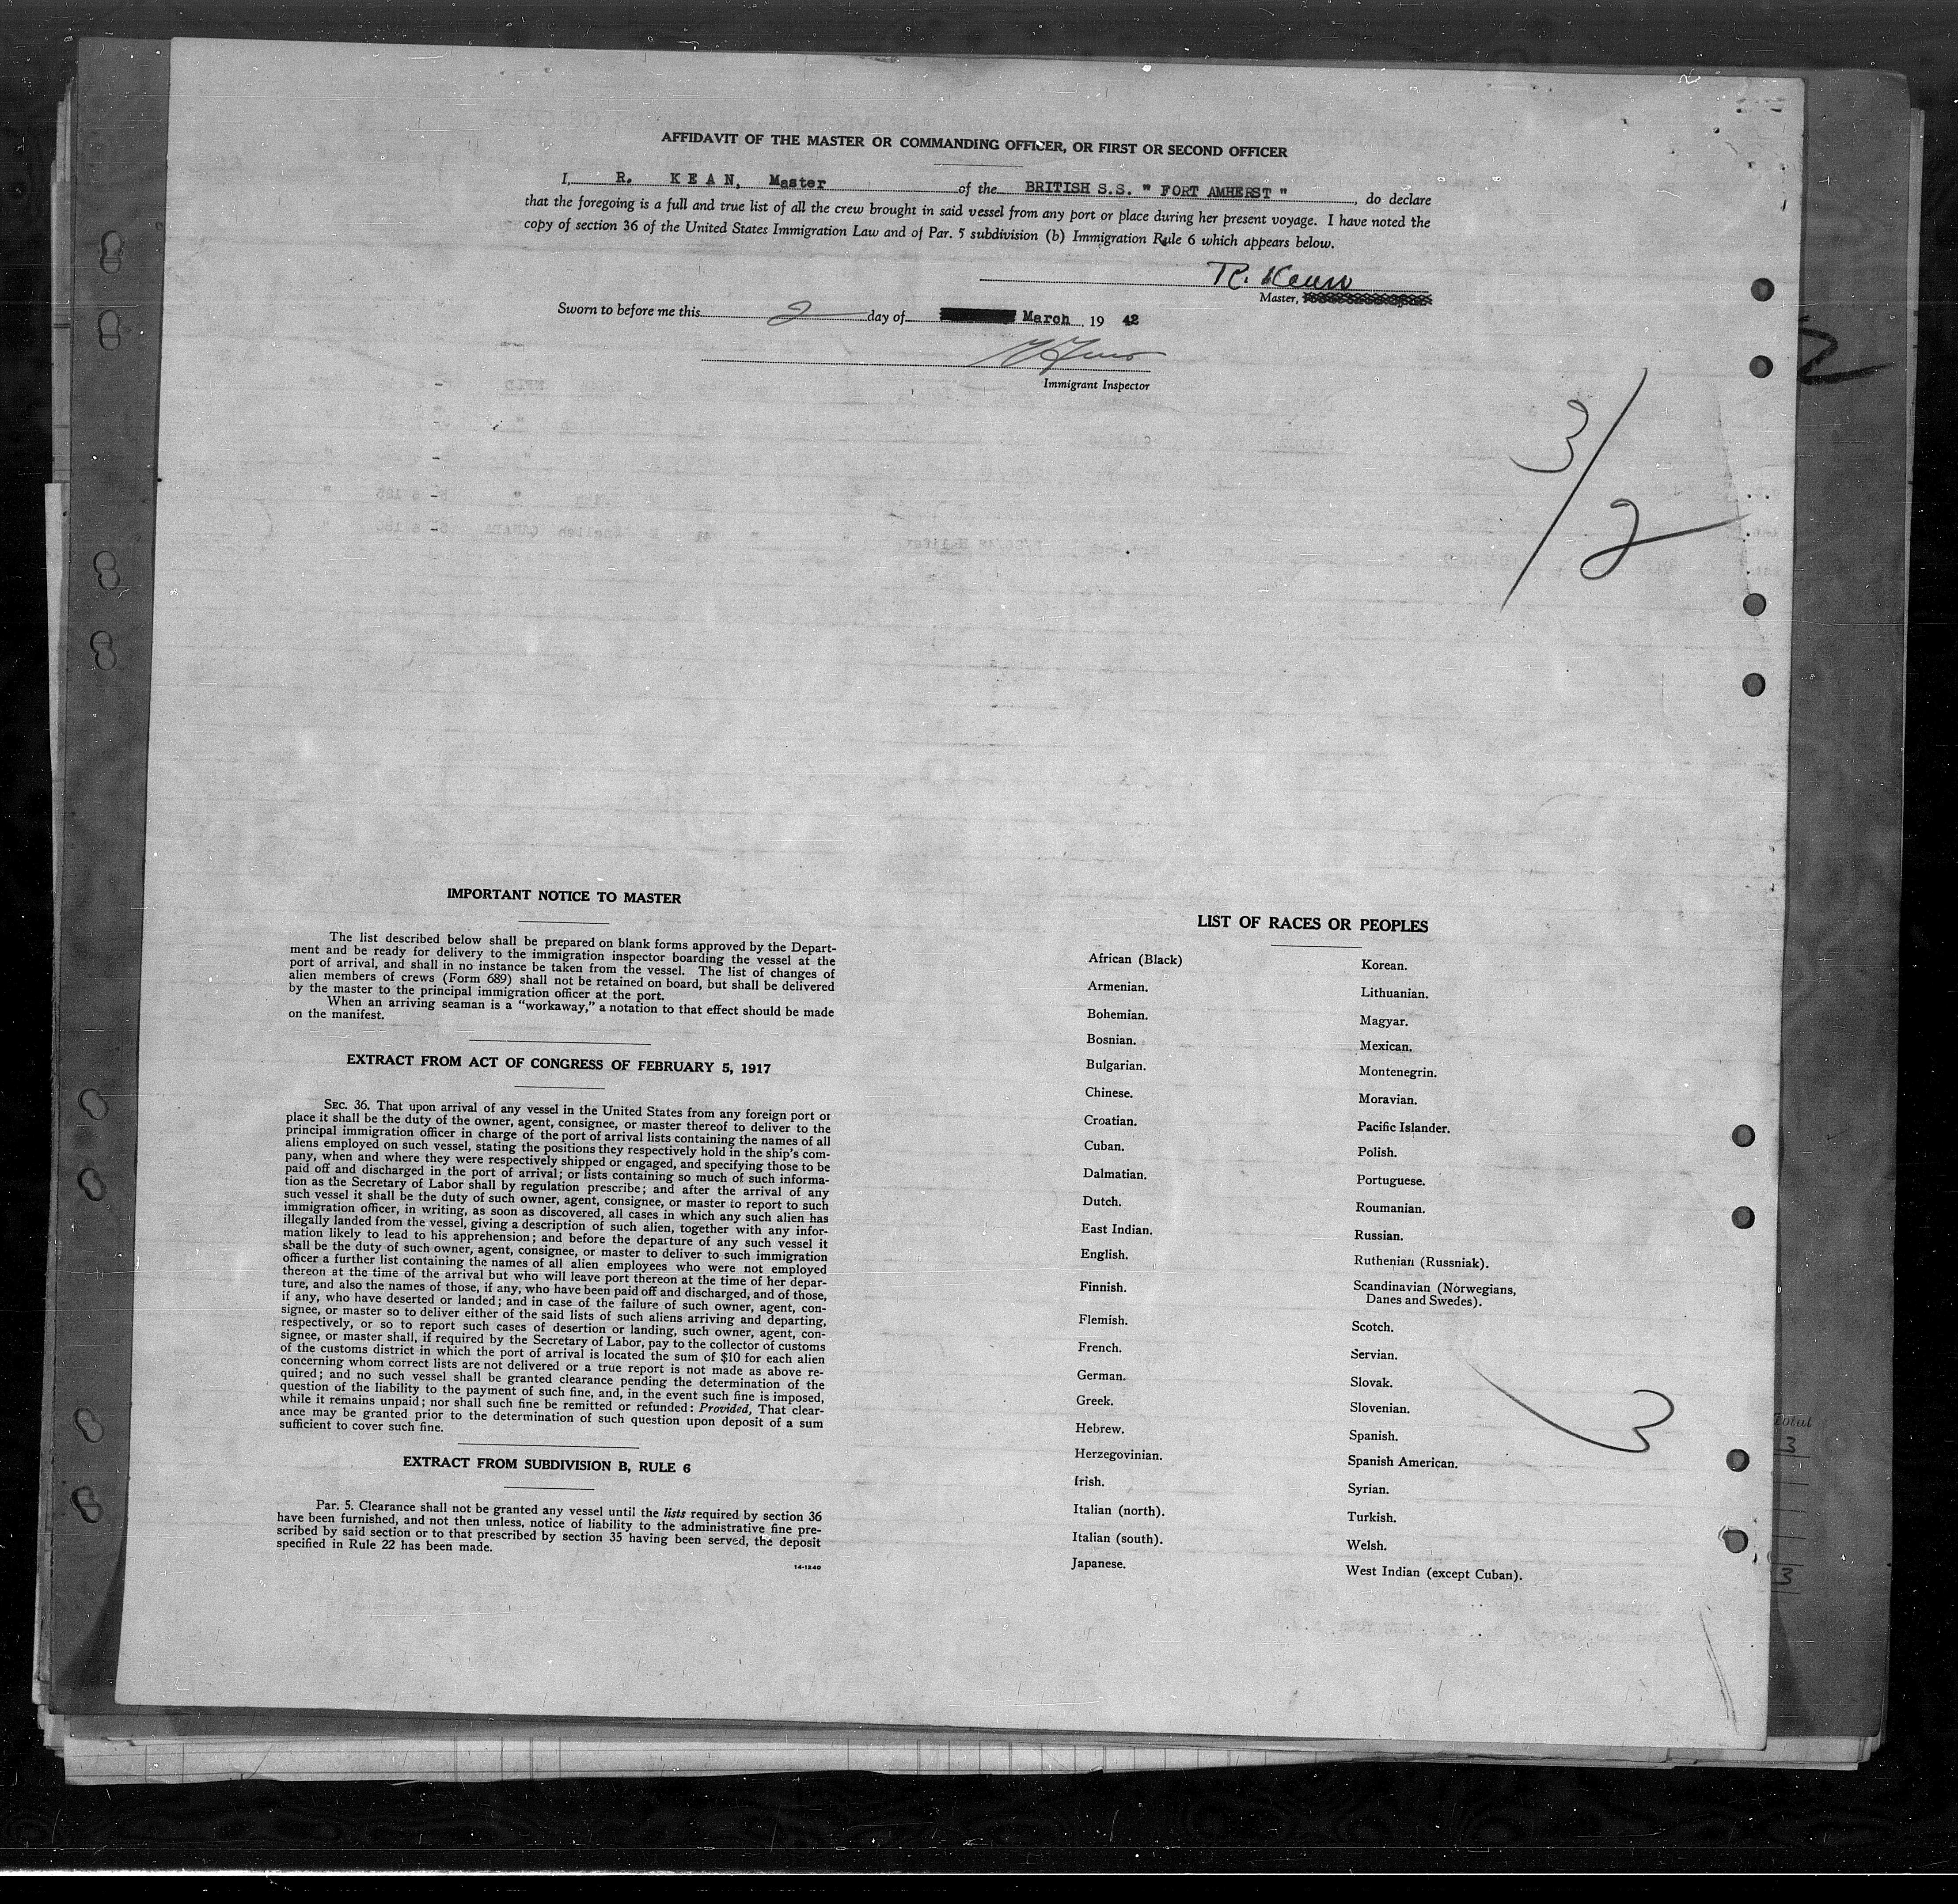 AFFIDAVIT OF THE MASTER OR COMMANDING OFFICER, OR FIRST OR SECOND OFFICER
I, R. KEAN, Master of the BRITISH S.S. " FORT AMHERST ", do declare
that the foregoing is a full and true list of all the crew brought in said vessel from any port or place during her present voyage. I have noted the
copy of section 36 of the United States Immigration Law and of Par. 5 subdivision (b) Immigration Rule 6 which appears below.
R. Kean
Master,
Sworn to before me this 2 day of March, 19 42
Immigrant Inspector
3/2
2
IMPORTANT NOTICE TO MASTER
The list described below shall be prepared on blank forms approved by the Depart-
ment and be ready for delivery to the immigration inspector boarding the vessel at the
port of arrival, and shall in no instance be taken from the vessel. The list of changes of
alien members of crews (Form 689) shall not be retained on board, but shall be delivered
by the master to the principal immigration officer at the port.
When an arriving seaman is a "workaway," a notation to that effect should be made
on the manifest.
EXTRACT FROM ACT OF CONGRESS OF FEBRUARY 5, 1917
SEC. 36. That upon arrival of any vessel in the United States from any foreign port or
place it shall be the duty of the owner, agent, consignee, or master thereof to deliver to the
principal immigration officer in charge of the port of arrival lists containing the names of all
aliens employed on such vessel, stating the positions they respectively hold in the ship's com-
pany, when and where they were respectively shipped or engaged, and specifying those to be
paid off and discharged in the port of arrival; or lists containing so much of such informa-
tion as the Secretary of Labor shall by regulation prescribe; and after the arrival of any
such vessel it shall be the duty of such owner, agent, consignee, or master to report to such
immigration officer, in writing, as soon as discovered, all cases in which any such alien has
illegally landed from the vessel, giving a description of such alien, together with any infor-
mation likely to lead to his apprehension; and before the departure of any such vessel it
shall be the duty of such owner, agent, consignee, or master to deliver to such immigration
officer a further list containing the names of all alien employees who were not employed
thereon at the time of the arrival but who will leave port thereon at the time of her depar-
ture, and also the names of those, if any, who have been paid off and discharged, and of those,
if any, who have deserted or landed; and in case of the failure of such owner, agent, con-
signee, or master so to deliver either of the said lists of such aliens arriving and departing,
respectively, or so to report such cases of desertion or landing, such owner, agent, con-
signee, or master shall, if required by the Secretary of Labor, pay to the collector of customs
of the customs district in which the port of arrival is located the sum of $10 for each alien
concerning whom correct lists are not delivered or a true report is not made as above re-
quired; and no such vessel shall be granted clearance pending the determination of the
question of the liability to the payment of such fine, and, in the event such fine is imposed,
while it remains unpaid; nor shall such fine be remitted or refunded: Provided, That clear-
ance may be granted prior to the determination of such question upon deposit of a sum
sufficient to cover such fine.
EXTRACT FROM SUBDIVISION B, RULE 6
Par. 5. Clearance shall not be granted any vessel until the lists required by section 36
have been furnished, and not then unless, notice of liability to the administrative fine pre-
scribed by said section or to that prescribed by section 35 having been served, the deposit
specified in Rule 22 has been made.
14-1240
LIST OF RACES OR PEOPLES
African (Black)
Armenian.
Bohemian.
Bosnian.
Bulgarian.
Chinese.
Croatian.
Cuban.
Dalmatian.
Dutch.
East Indian.
English.
Finnish.
Flemish.
French.
German.
Greek.
Hebrew.
Herzegovinian.
Irish.
Italian (north).
Italian (south).
Japanese.
Korean.
Lithuanian.
Magyar.
Mexican.
Montenegrin.
Moravian.
Pacific Islander.
Polish.
Portuguese.
Roumanian.
Russian.
Ruthenian (Russniak).
Scandinavian (Norwegians,
Danes and Swedes).
Scotch.
Servian.
Slovak.
Slovenian.
Spanish.
Spanish American.
Syrian.
Turkish.
Welsh.
West Indian (except Cuban).
3
Total
3
3